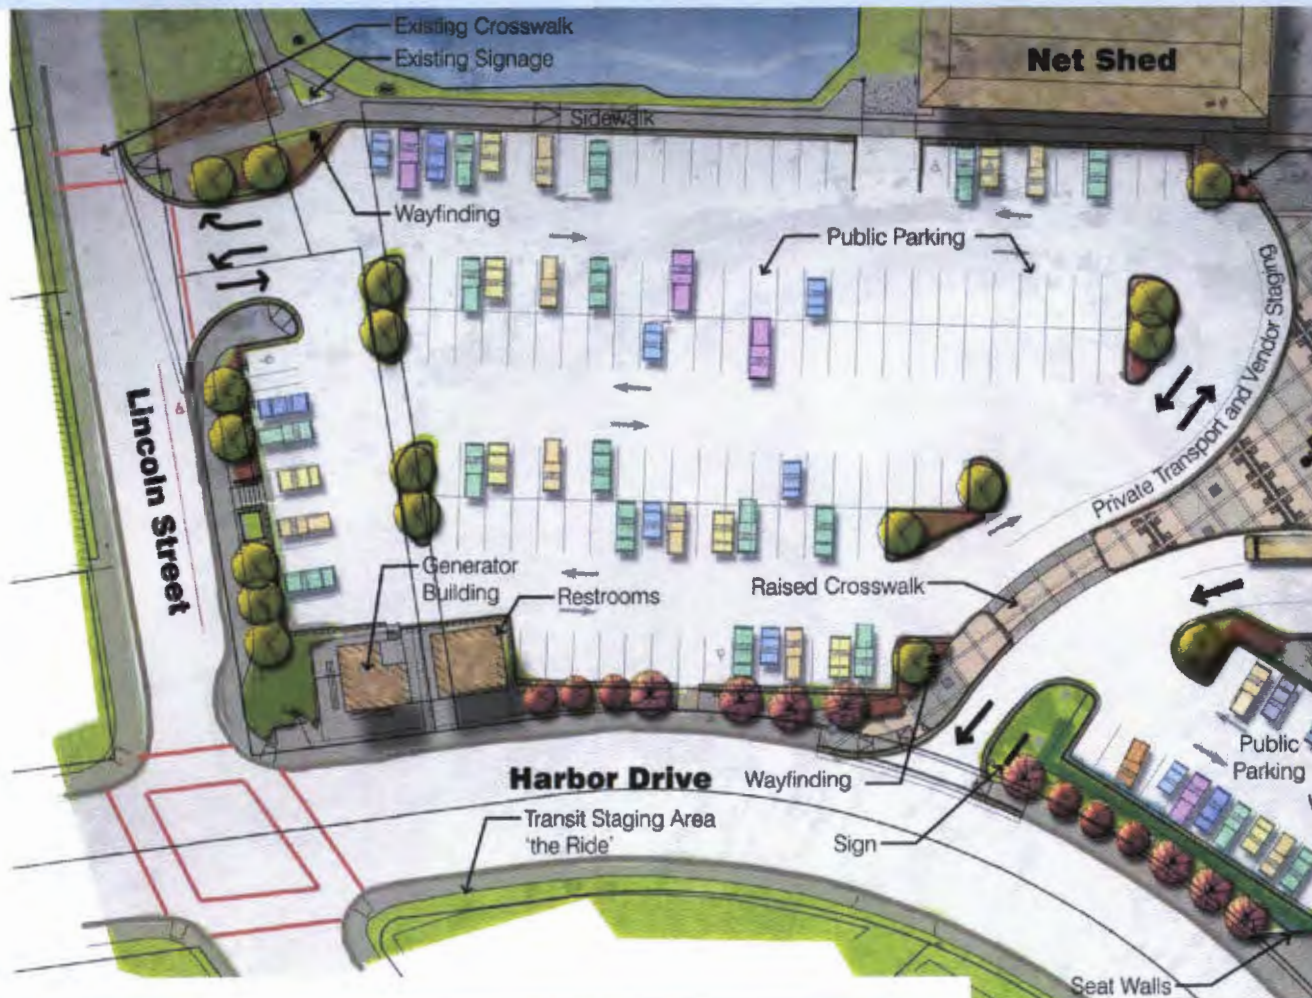 Existing Crosswalk
Existing Signage
Net Shed
Sidewalk
Wayfinding
Public Parking
Private Transport and Vendor Staging
Lincoln Street
Generator
Building
Restrooms
Raised Crosswalk
Public
Parking
Harbor Drive
Wayfinding
Transit Staging Area
'the Ride'
Sign
Seat Walls